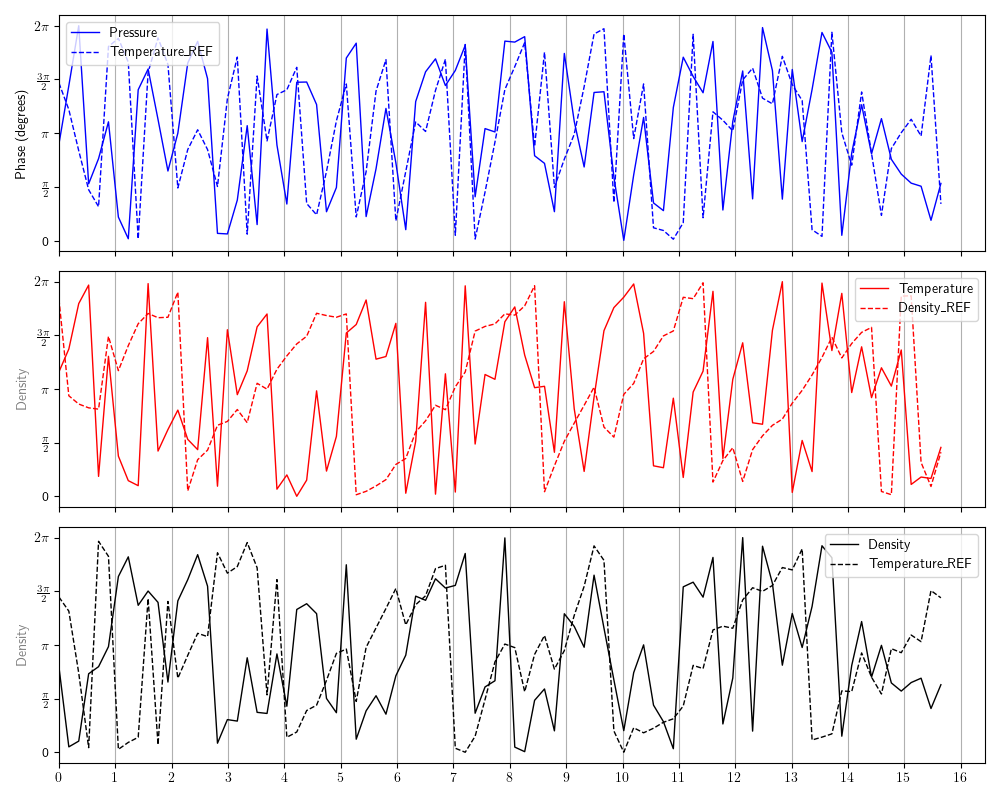 2π
Pressure
Temperature_REF
3π/2
Phase (degrees)
π
π/2
0
2π
Temperature
Density_REF
3π/2
Density
π
π/2
0
2π
Density
Temperature_REF
3π/2
Density
π
π/2
0
0 1 2 3 4 5 6 7 8 9 10 11 12 13 14 15 16